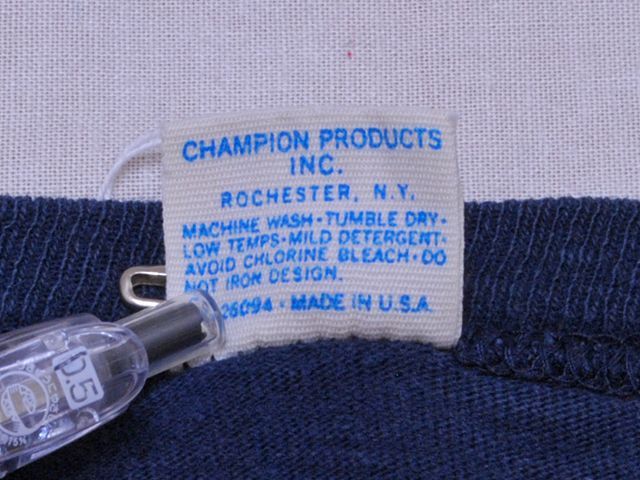 CHAMPION PRODUCTS
INC.
ROCHESTER, N.Y.
MACHINE WASH · TUMBLE DRY ·
LOW TEMPS · MILD DETERGENT ·
AVOID CHLORINE BLEACH · DO
NOT IRON DESIGN.
26094 · MADE IN U.S.A.
0.5